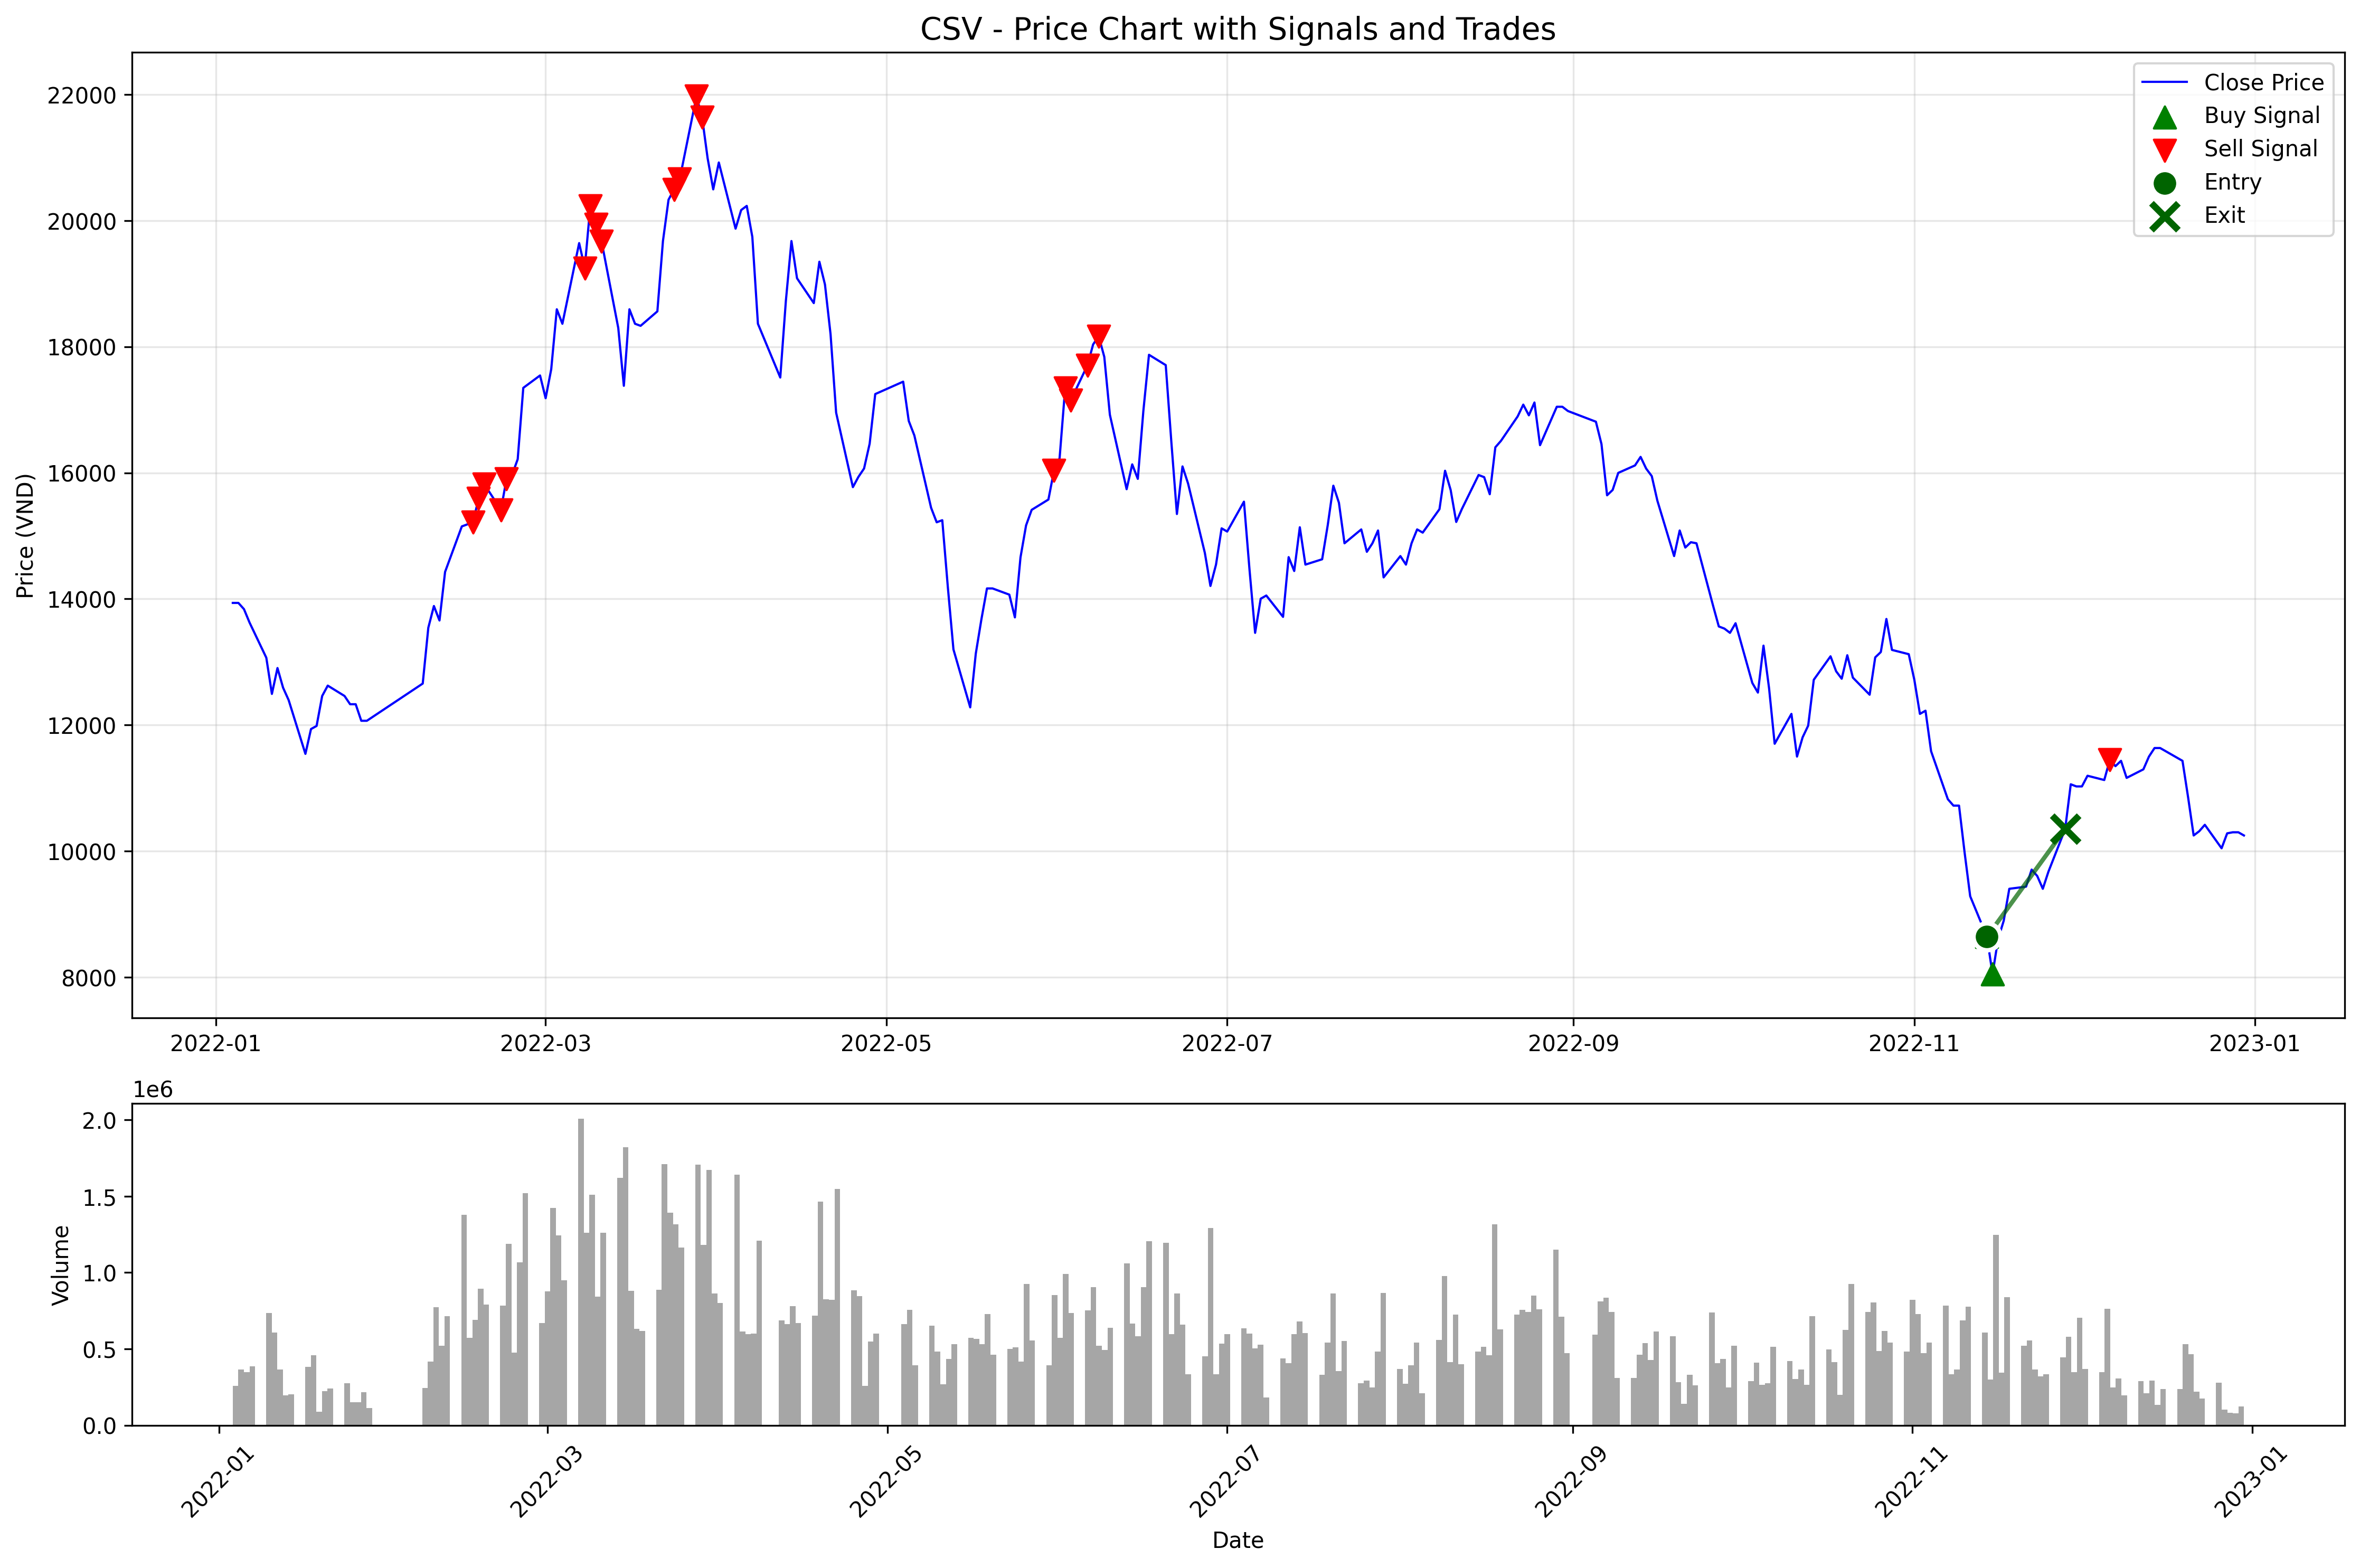 CSV - Price Chart with Signals and Trades
Close Price
Buy Signal
Sell Signal
Entry
Exit
Price (VND)
22000
20000
18000
16000
14000
12000
10000
8000
2022-01
2022-03
2022-05
2022-07
2022-09
2022-11
2023-01
1e6
Volume
2.0
1.5
1.0
0.5
0.0
2022-01
2022-03
2022-05
2022-07
2022-09
2022-11
2023-01
Date